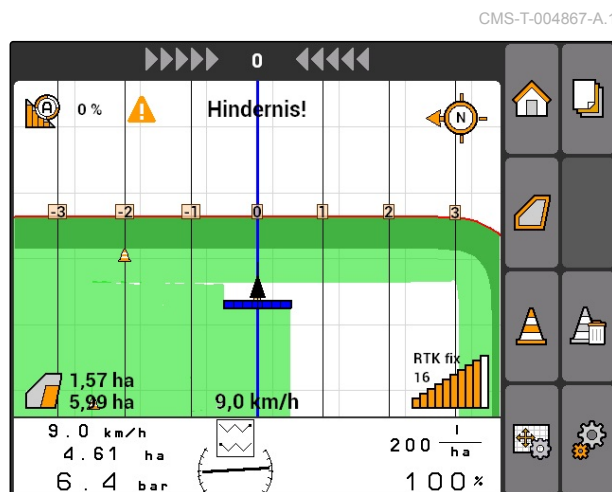 CMS-T-004867-A.1
0
A 0 % Hindernis! N
-3 -2 -1 0 1 2 3
RTK fix
16
1,57 ha
5,99 ha 9,0 km/h
9.0 km/h
200 l/ha
4.61 ha
6.4 bar 100%